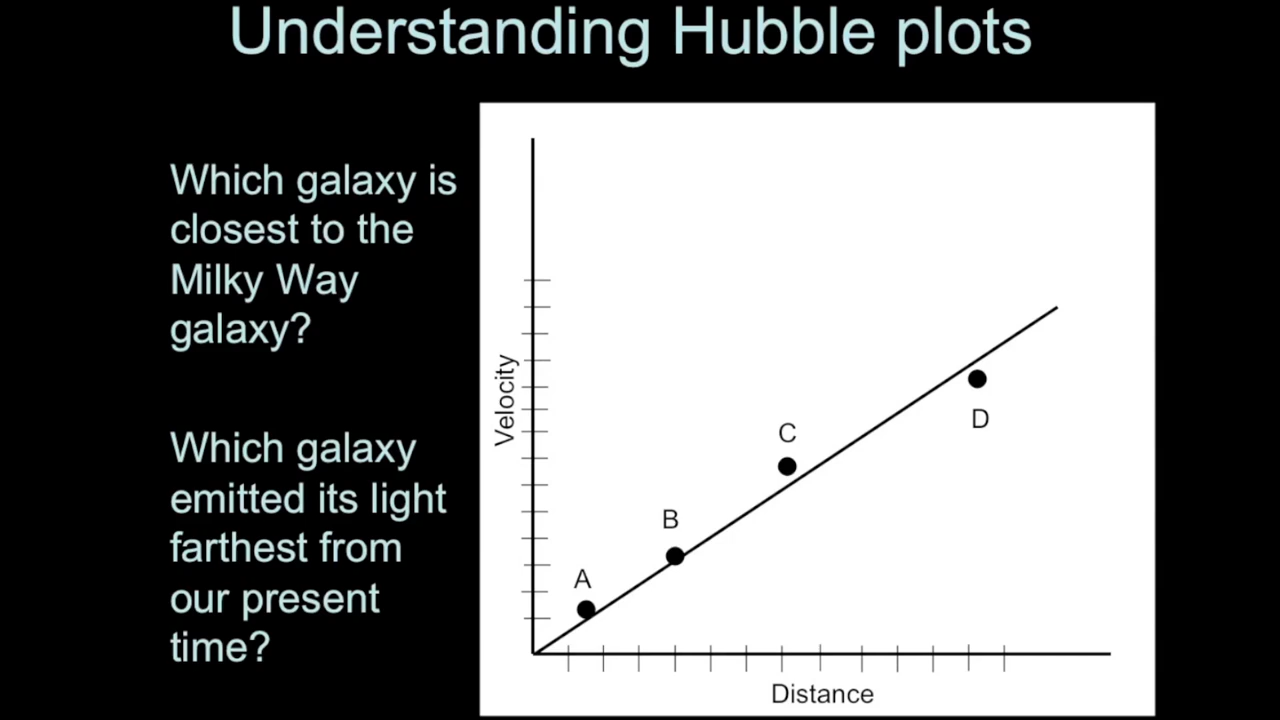 Understanding Hubble plots
Which galaxy is
closest to the
Milky Way
galaxy?
Which galaxy
emitted its light
farthest from
our present
time?
Velocity
A
B
C
D
Distance